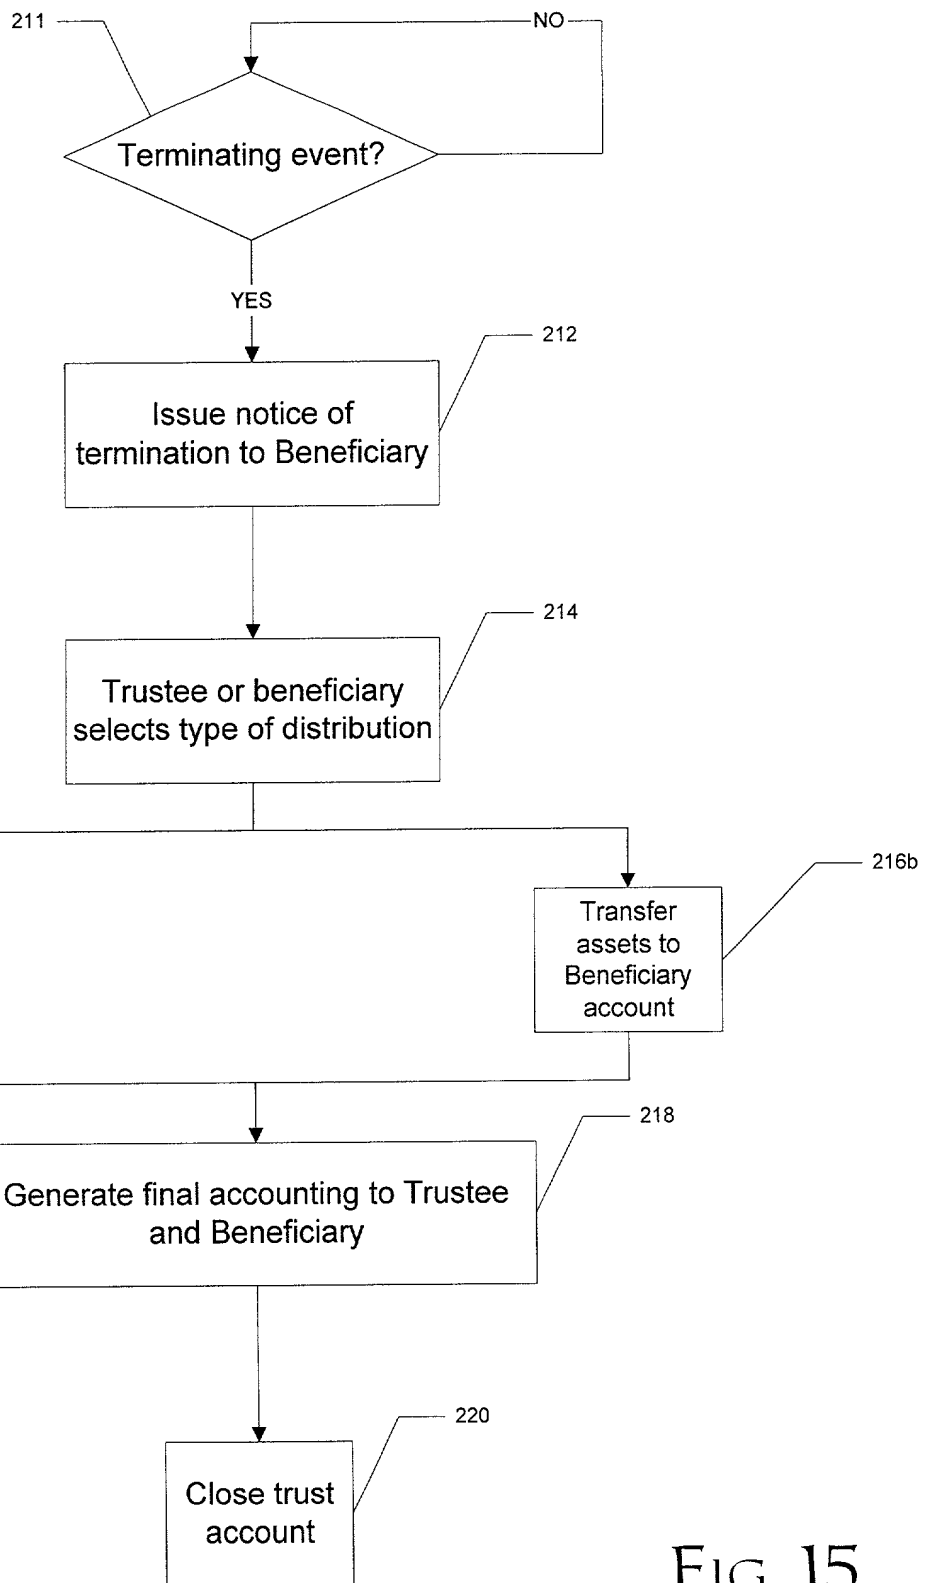 211
NO
Terminating event?
YES
212
Issue notice of
termination to Beneficiary
214
Trustee or beneficiary
selects type of distribution
216b
Transfer
assets to
Beneficiary
account
218
Generate final accounting to Trustee
and Beneficiary
220
Close trust
account
FIG. 15